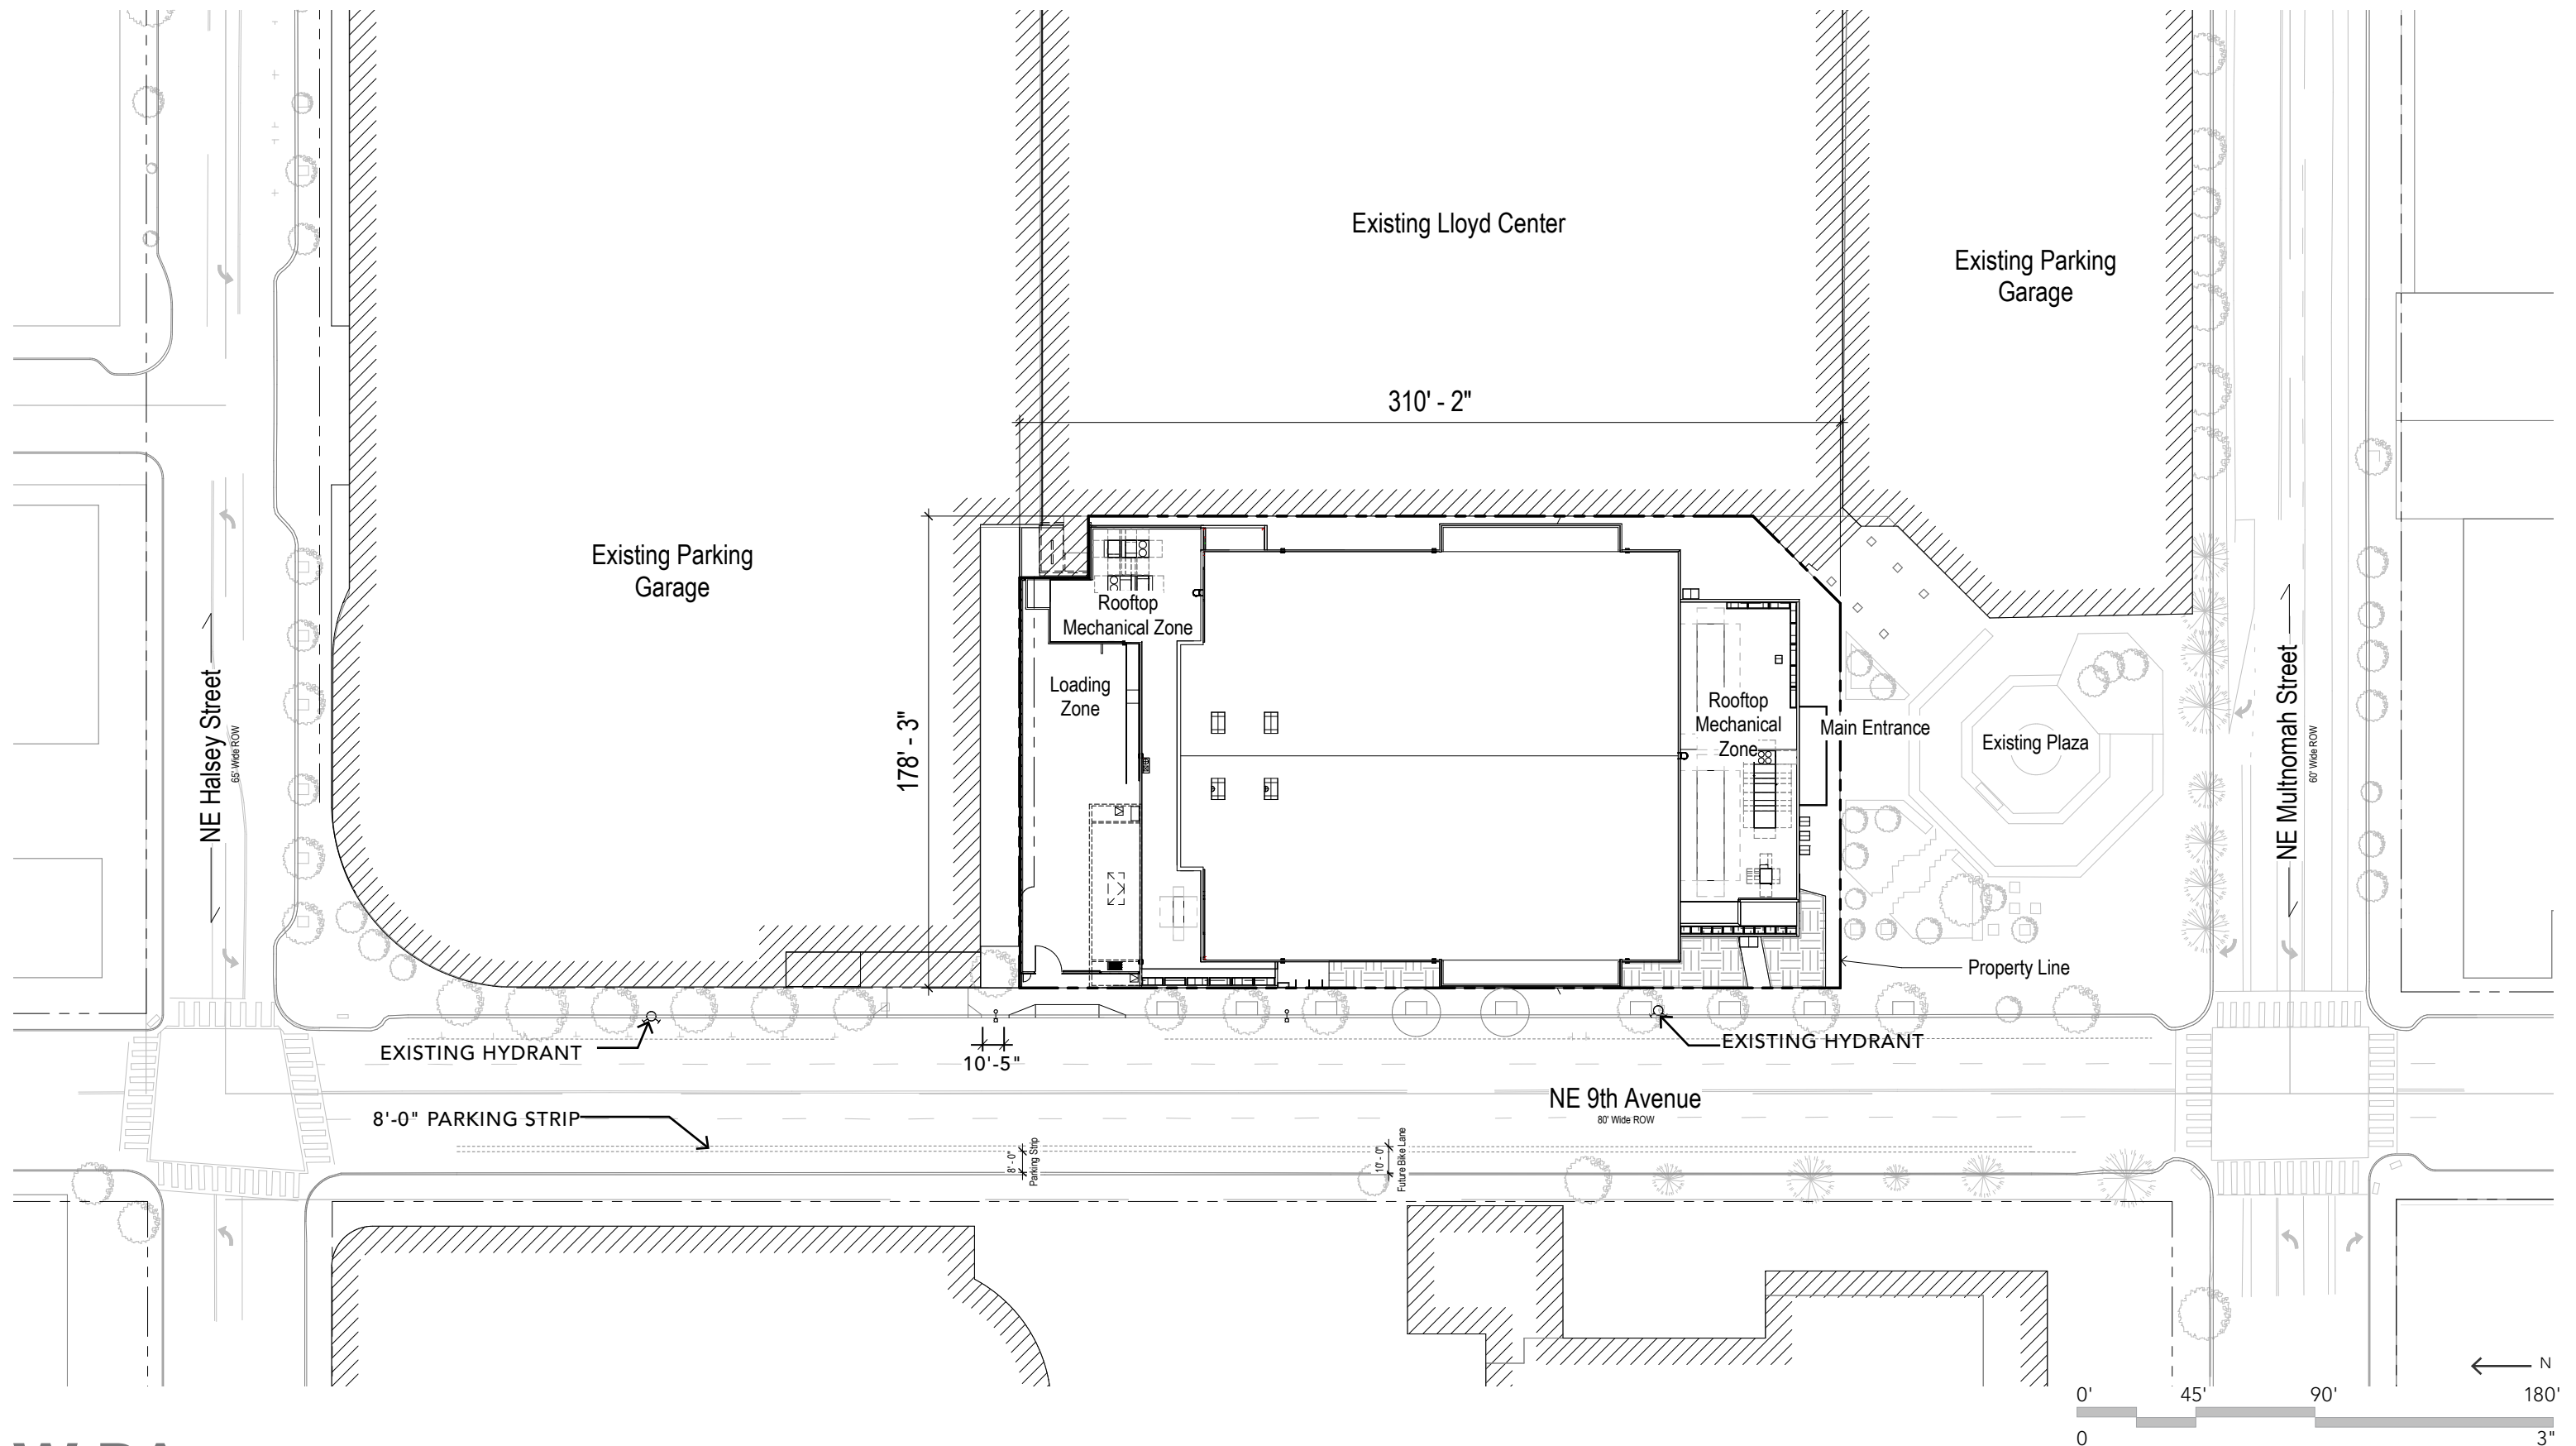 Existing Lloyd Center
Existing Parking
Garage
310' - 2"
Existing Parking
Garage
178' - 3"
Rooftop
Mechanical Zone
Loading
Zone
Rooftop
Mechanical
Zone
Main Entrance
Existing Plaza
Property Line
NE Halsey Street
65' Wide ROW
NE Multnomah Street
60' Wide ROW
EXISTING HYDRANT
10'-5"
EXISTING HYDRANT
NE 9th Avenue
80' Wide ROW
8'-0" PARKING STRIP
8' - 0"
Parking Strip
10' - 0"
Future Bike Lane
N
0' 45' 90' 180'
0 3"